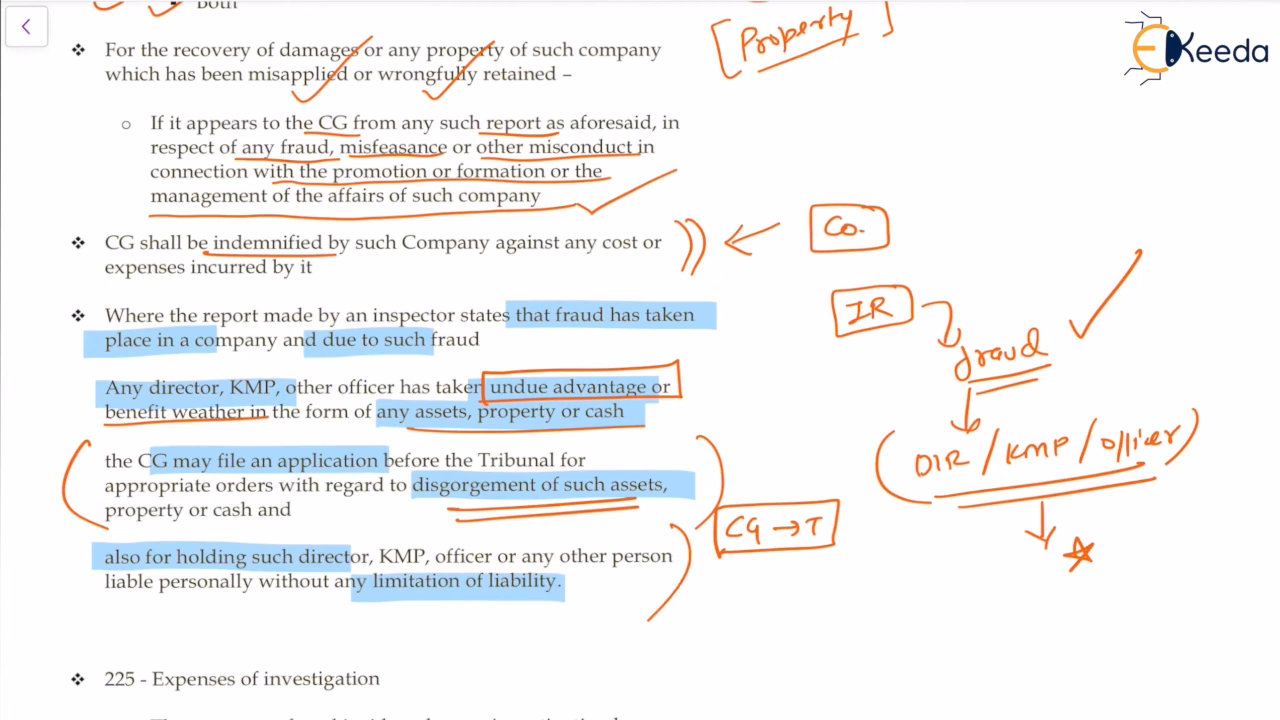 Both
[Property]
EKeeda
❖ For the recovery of damages or any property of such company
which has been misapplied or wrongfully retained –
o If it appears to the CG from any such report as aforesaid, in
respect of any fraud, misfeasance or other misconduct in
connection with the promotion or formation or the
management of the affairs of such company
❖ CG shall be indemnified by such Company against any cost or
expenses incurred by it
Co.
❖ Where the report made by an inspector states that fraud has taken
place in a company and due to such fraud
IR
fraud
Any director, KMP, other officer has taken undue advantage or
benefit weather in the form of any assets, property or cash
(DIR / KMP / Officer)
the CG may file an application before the Tribunal for
appropriate orders with regard to disgorgement of such assets,
property or cash and
CG → T
also for holding such director, KMP, officer or any other person
liable personally without any limitation of liability.
❖ 225 - Expenses of investigation